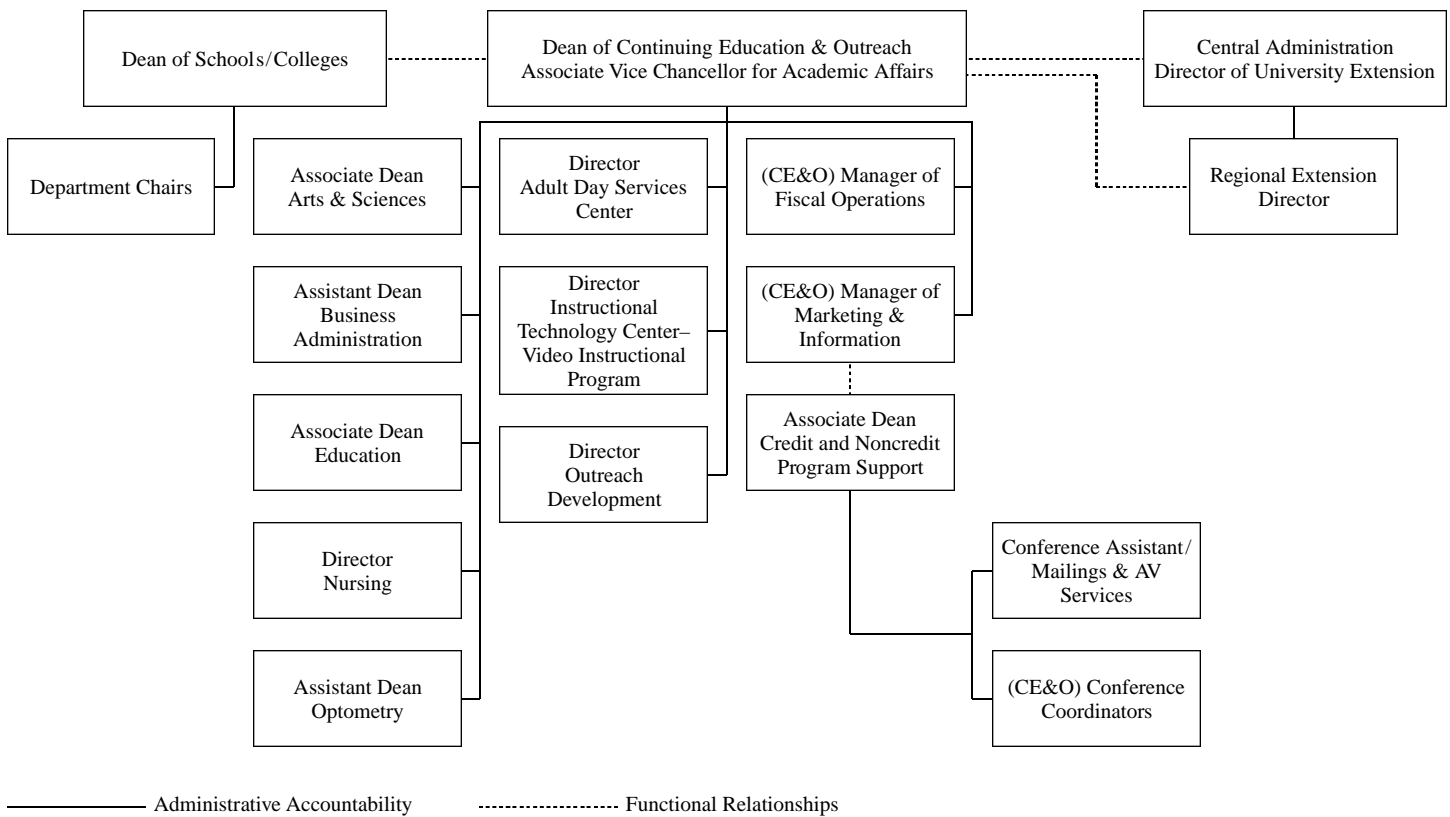 Dean of Schools/Colleges
Dean of Continuing Education & Outreach
Associate Vice Chancellor for Academic Affairs
Central Administration
Director of University Extension
Department Chairs
Associate Dean
Arts & Sciences
Director
Adult Day Services
Center
(CE&O) Manager of
Fiscal Operations
Regional Extension
Director
Assistant Dean
Business
Administration
Director
Instructional
Technology Center–
Video Instructional
Program
(CE&O) Manager of
Marketing &
Information
Associate Dean
Education
Director
Outreach
Development
Associate Dean
Credit and Noncredit
Program Support
Director
Nursing
Conference Assistant/
Mailings & AV
Services
Assistant Dean
Optometry
(CE&O) Conference
Coordinators
Administrative Accountability
Functional Relationships